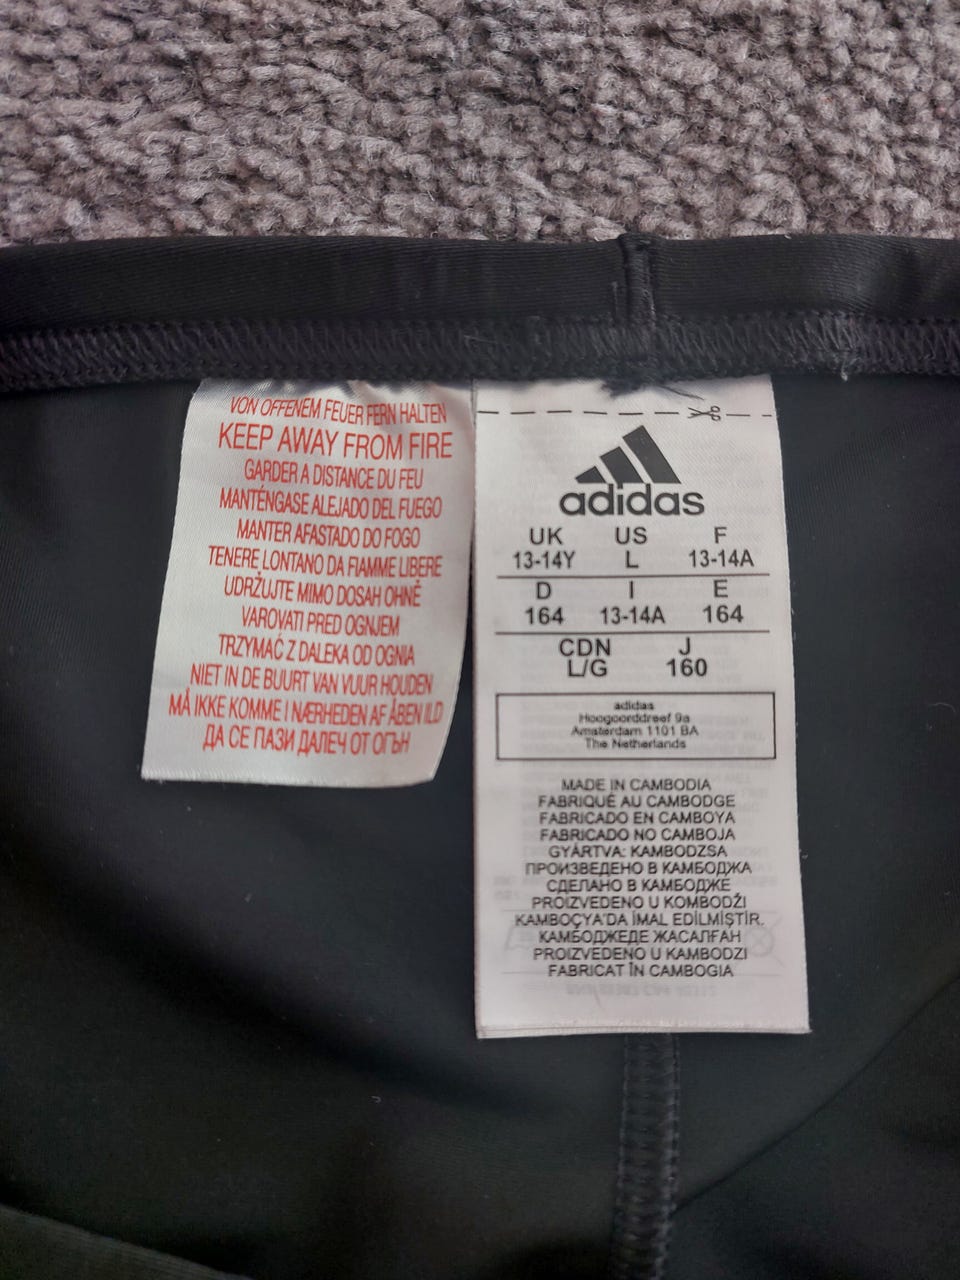 VON OFFENEM FEUER FERN HALTEN
KEEP AWAY FROM FIRE
GARDER A DISTANCE DU FEU
MANTÉNGASE ALEJADO DEL FUEGO
MANTER AFASTADO DO FOGO
TENERE LONTANO DA FIAMME LIBERE
UDRŽUJTE MIMO DOSAH OHNĚ
VAROVATI PRED OGNJEM
TRZYMAĆ Z DALEKA OD OGNIA
NIET IN DE BUURT VAN VUUR HOUDEN
MÅ IKKE KOMME I NÆRHEDEN AF ÅBEN ILD
ДА СЕ ПАЗИ ДАЛЕЧ ОТ ОГЪН
adidas
UK US F
13-14Y L 13-14A
D I E
164 13-14A 164
CDN J
L/G 160
adidas
Hoogoorddreef 9a
Amsterdam 1101 BA
The Netherlands
MADE IN CAMBODIA
FABRIQUÉ AU CAMBODGE
FABRICADO EN CAMBOYA
FABRICADO NO CAMBOJA
GYÁRTVA: KAMBODZSA
ПРОИЗВЕДЕНО В КАМБОДЖА
СДЕЛАНО В КАМБОДЖЕ
PROIZVEDENO U KOMBODŽI
KAMBOÇYA'DA İMAL EDİLMİŞTİR.
КАМБОДЖЕДЕ ЖАСАЛҒАН
PROIZVEDENO U KAMBODZI
FABRICAT ÎN CAMBOGIA